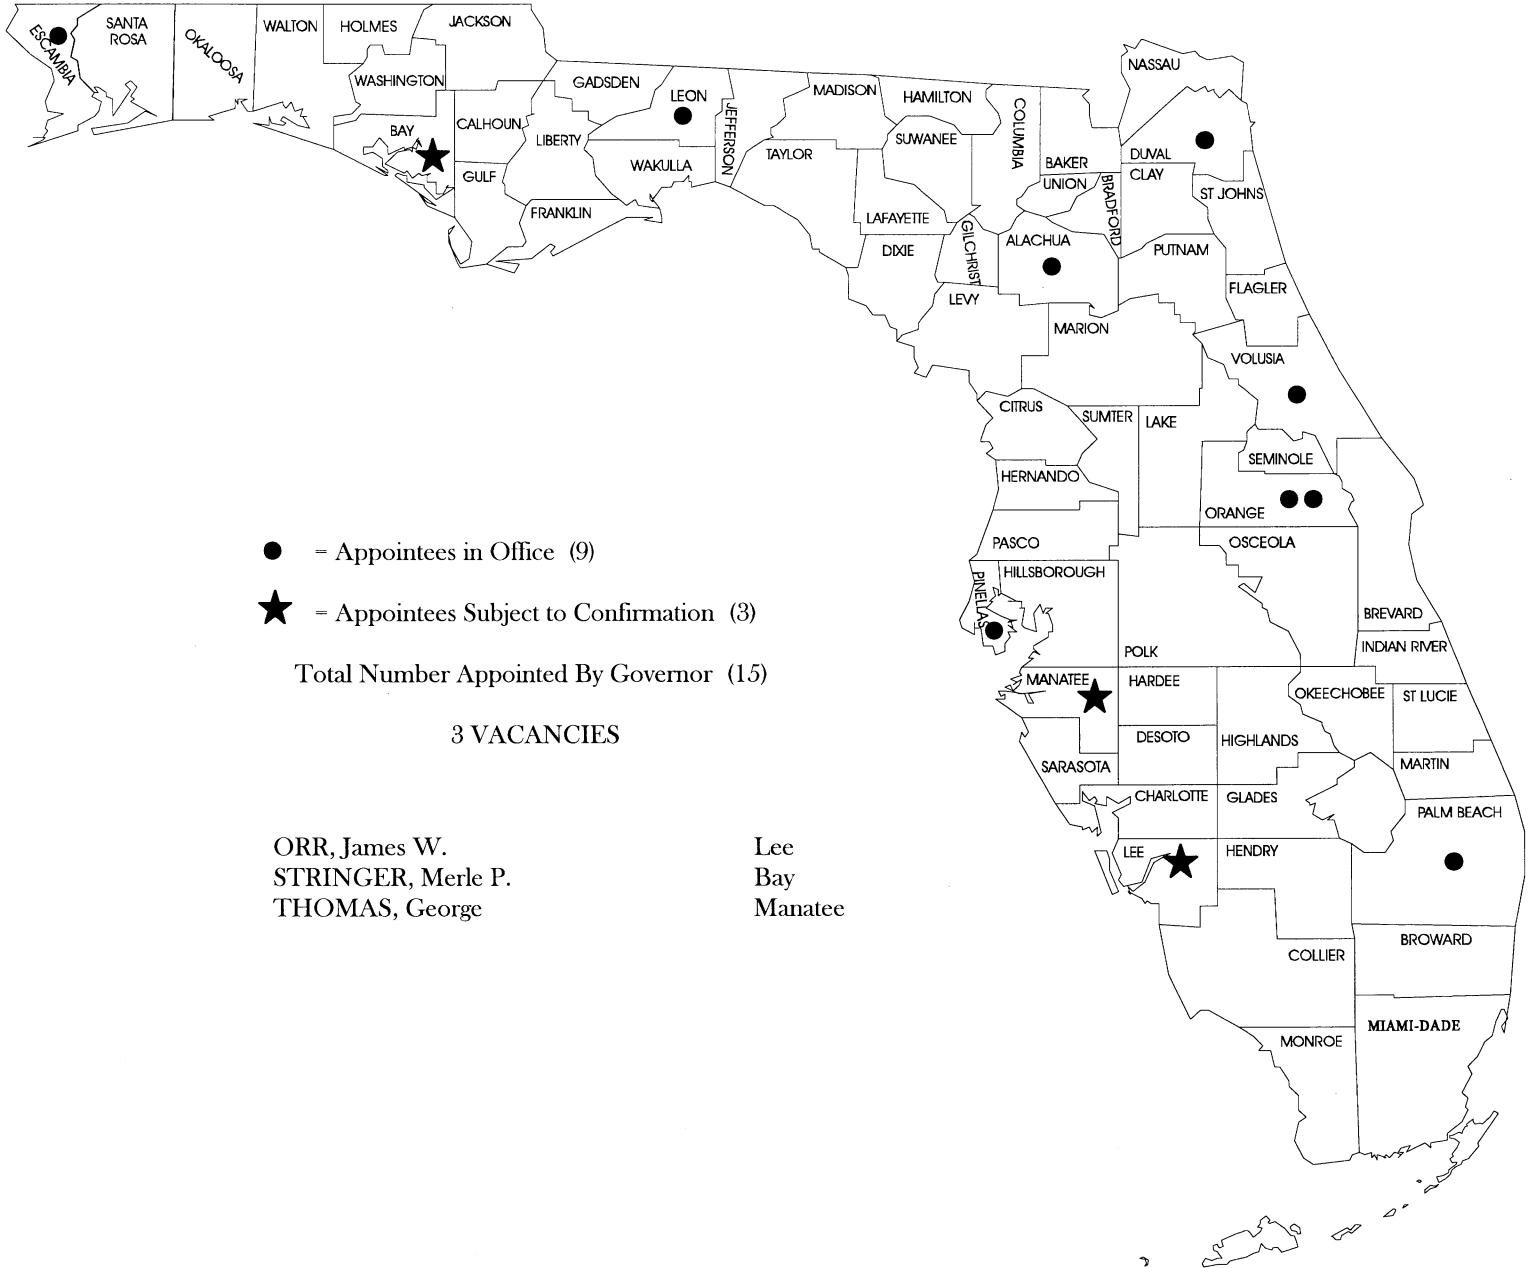 ESCAMBIA
SANTA
ROSA
OKALOOSA
WALTON
HOLMES
JACKSON
WASHINGTON
BAY
CALHOUN
GULF
GADSDEN
LIBERTY
FRANKLIN
LEON
WAKULLA
JEFFERSON
MADISON
TAYLOR
HAMILTON
SUWANEE
LAFAYETTE
DIXIE
COLUMBIA
GILCHRIST
LEVY
NASSAU
DUVAL
BAKER
UNION
BRADFORD
CLAY
ST JOHNS
ALACHUA
PUTNAM
FLAGLER
MARION
VOLUSIA
CITRUS
SUMTER
LAKE
SEMINOLE
HERNANDO
ORANGE
PASCO
OSCEOLA
PINELLAS
HILLSBOROUGH
POLK
BREVARD
INDIAN RIVER
MANATEE
HARDEE
OKEECHOBEE
ST LUCIE
DESOTO
HIGHLANDS
SARASOTA
MARTIN
CHARLOTTE
GLADES
PALM BEACH
LEE
HENDRY
BROWARD
COLLIER
MIAMI-DADE
MONROE
= Appointees in Office (9)
= Appointees Subject to Confirmation (3)
Total Number Appointed By Governor (15)
3 VACANCIES
ORR, James W. Lee
STRINGER, Merle P. Bay
THOMAS, George Manatee